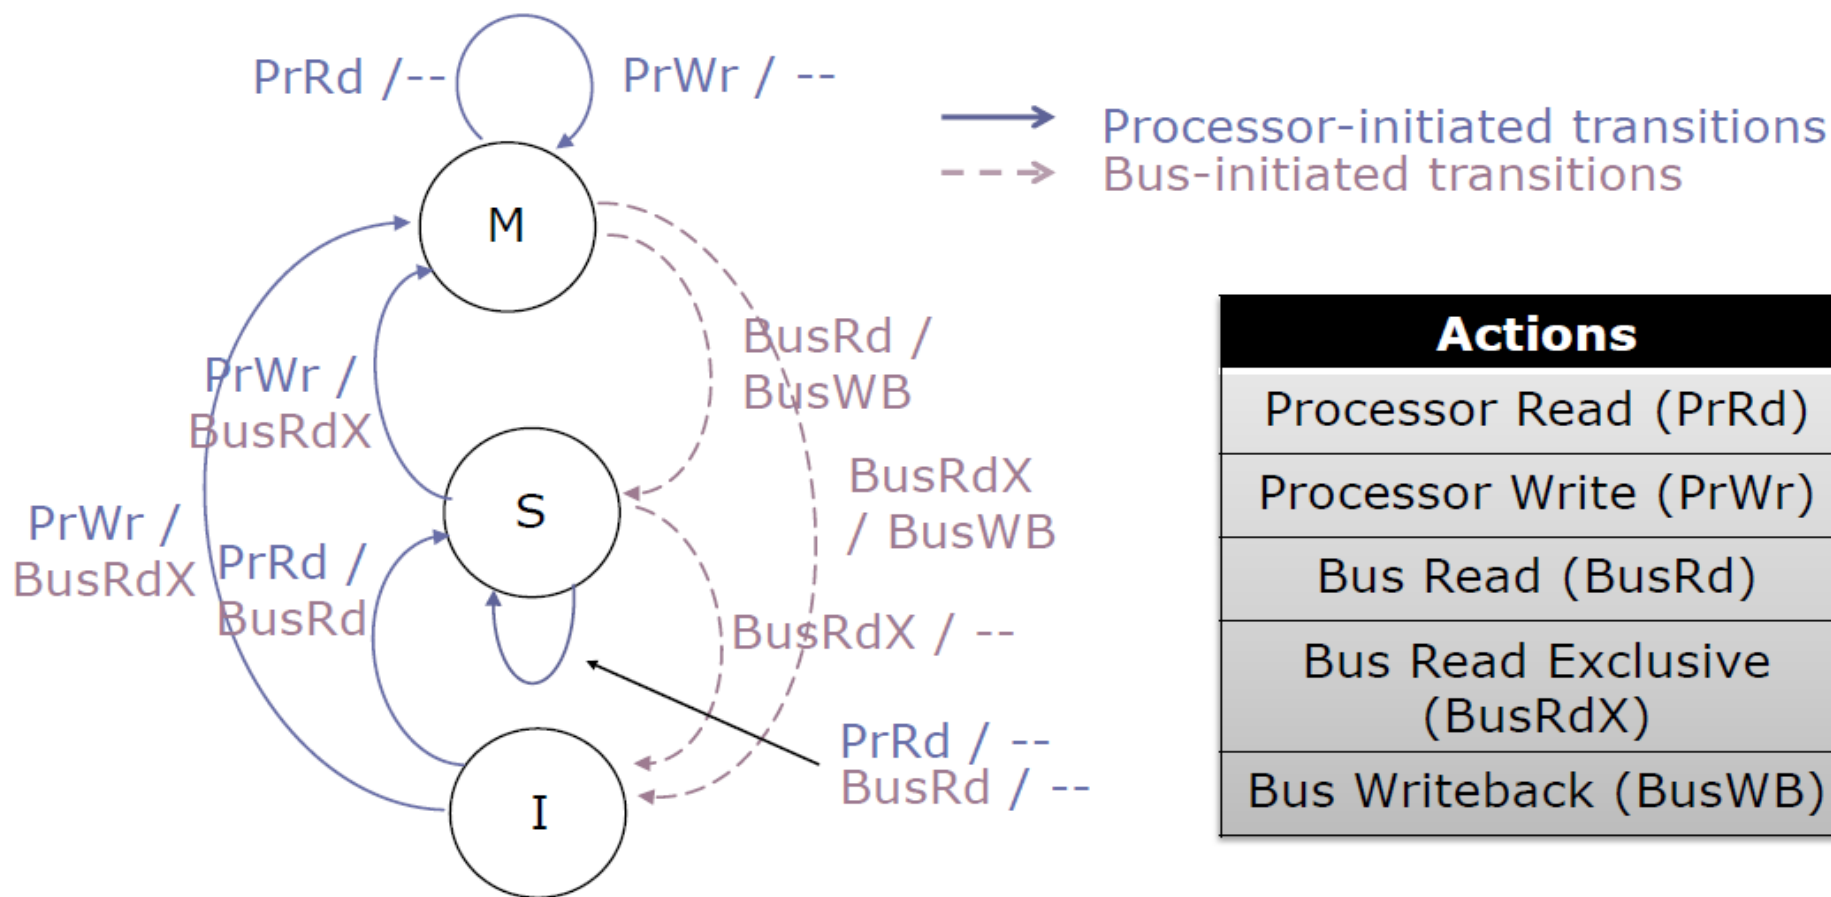 PrRd /--
PrWr / --
Processor-initiated transitions
Bus-initiated transitions
M
BusRd /
BusWB
PrWr /
BusRdX
S
BusRdX
/ BusWB
PrWr /
BusRdX
PrRd /
BusRd
BusRdX / --
PrRd / --
BusRd / --
I
Actions
Processor Read (PrRd)
Processor Write (PrWr)
Bus Read (BusRd)
Bus Read Exclusive
(BusRdX)
Bus Writeback (BusWB)